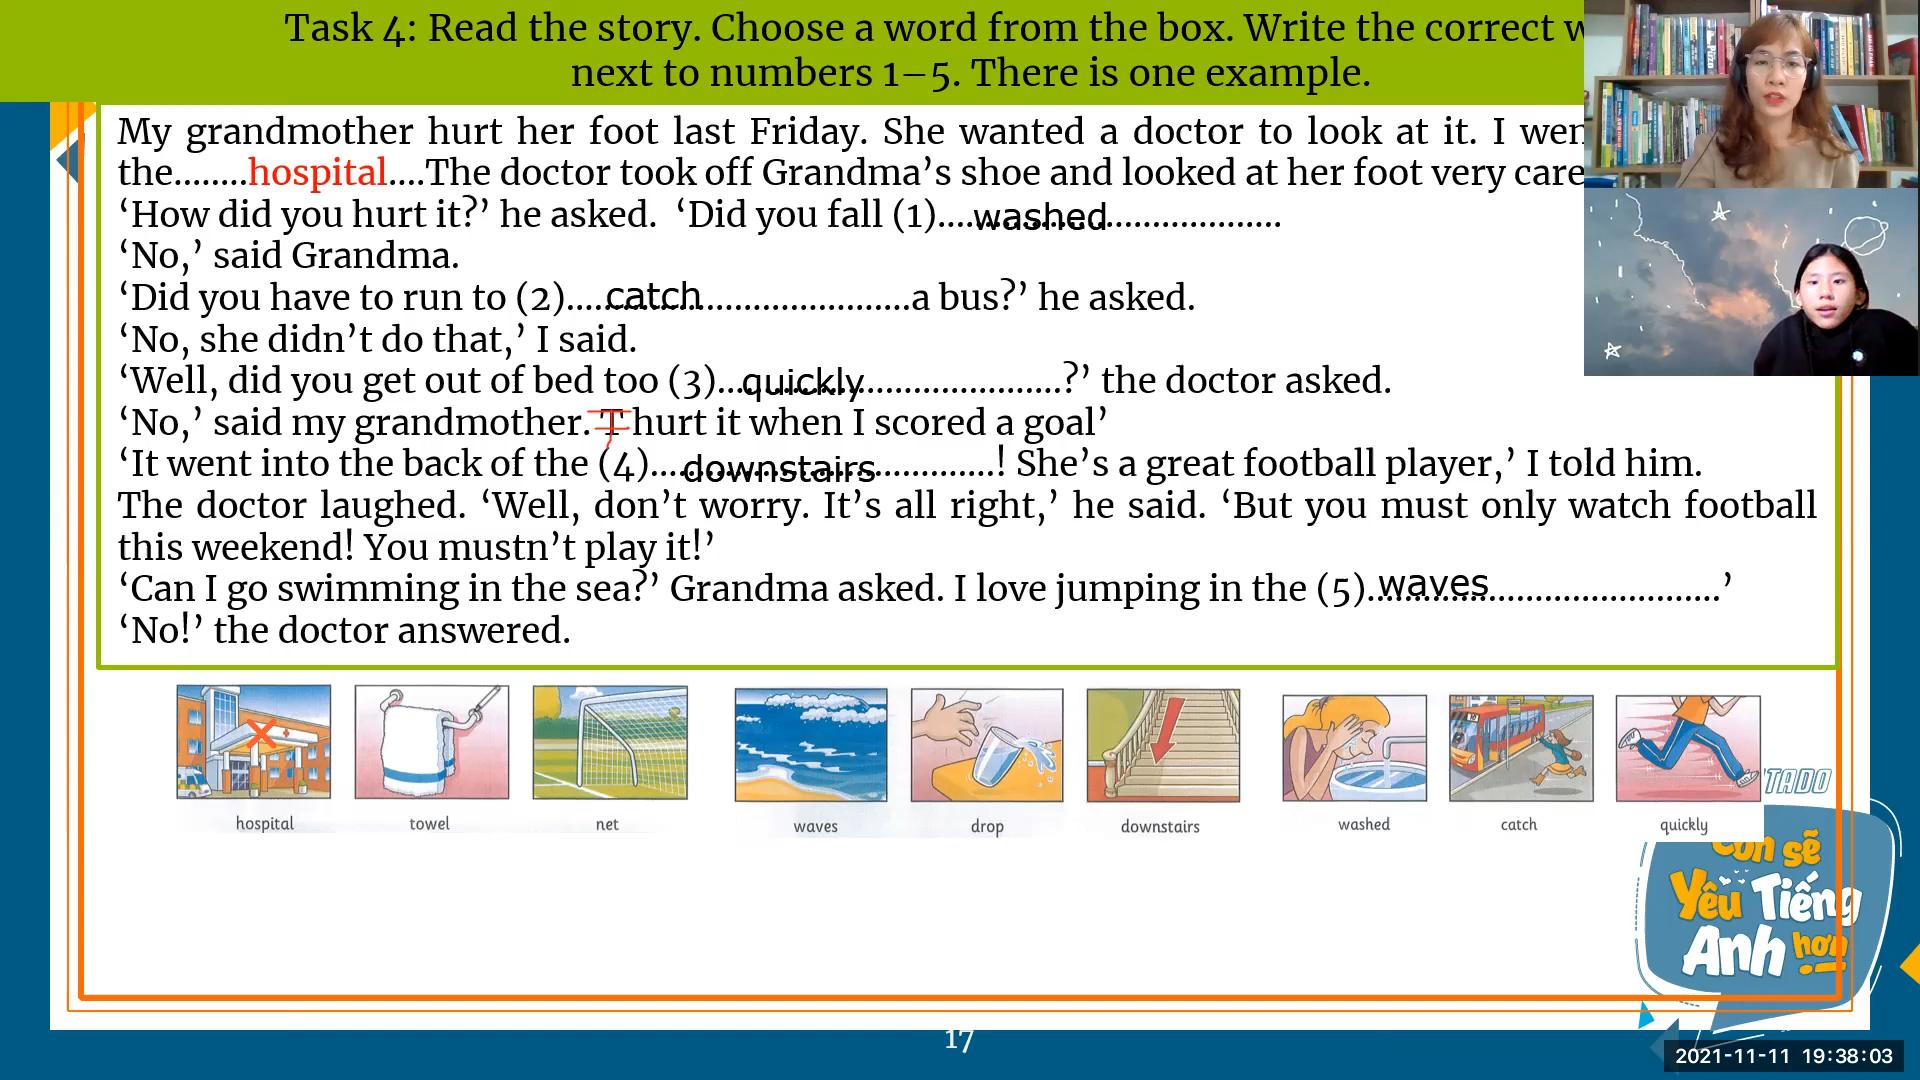 Task 4: Read the story. Choose a word from the box. Write the correct
next to numbers 1–5. There is one example.
My grandmother hurt her foot last Friday. She wanted a doctor to look at it. I
the........hospital....The doctor took off Grandma’s shoe and looked at her foot very
‘How did you hurt it?’ he asked. ‘Did you fall (1)....washed....................
‘No,’ said Grandma.
‘Did you have to run to (2)....catch......................a bus?’ he asked.
‘No, she didn’t do that,’ I said.
‘Well, did you get out of bed too (3)...quickly....................?’ the doctor asked.
‘No,’ said my grandmother. I hurt it when I scored a goal’
‘It went into the back of the (4)....downstairs............! She’s a great football player,’ I told him.
The doctor laughed. ‘Well, don’t worry. It’s all right,’ he said. ‘But you must only watch football
this weekend! You mustn’t play it!’
‘Can I go swimming in the sea?’ Grandma asked. I love jumping in the (5).waves........................’
‘No!’ the doctor answered.
hospital towel net waves drop downstairs washed catch quickly
Con sẽ
Yêu Tiếng
Anh hơn
17
2021-11-11 19:38:03